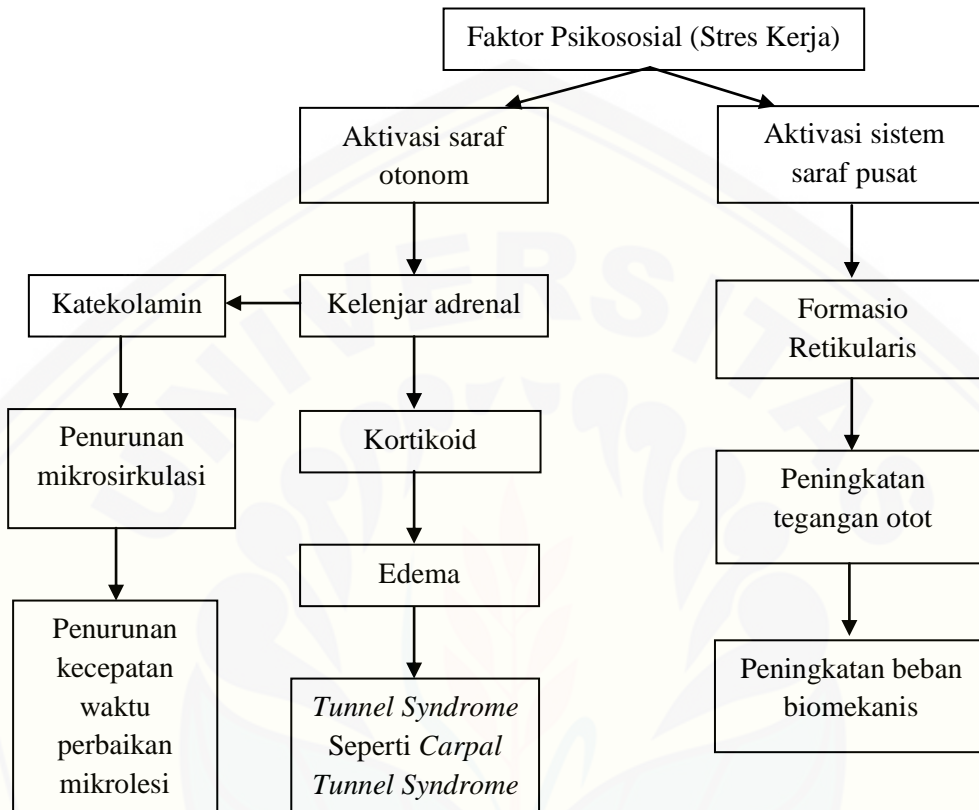 Faktor Psikososial (Stres Kerja)
Aktivasi saraf
otonom
Aktivasi sistem
saraf pusat
Katekolamin
Kelenjar adrenal
Formasio
Retikularis
Penurunan
mikrosirkulasi
Kortikoid
Peningkatan
tegangan otot
Edema
Penurunan
kecepatan
waktu
perbaikan
mikrolesi
Tunnel Syndrome
Seperti Carpal
Tunnel Syndrome
Peningkatan beban
biomekanis
UNIVERSITAS